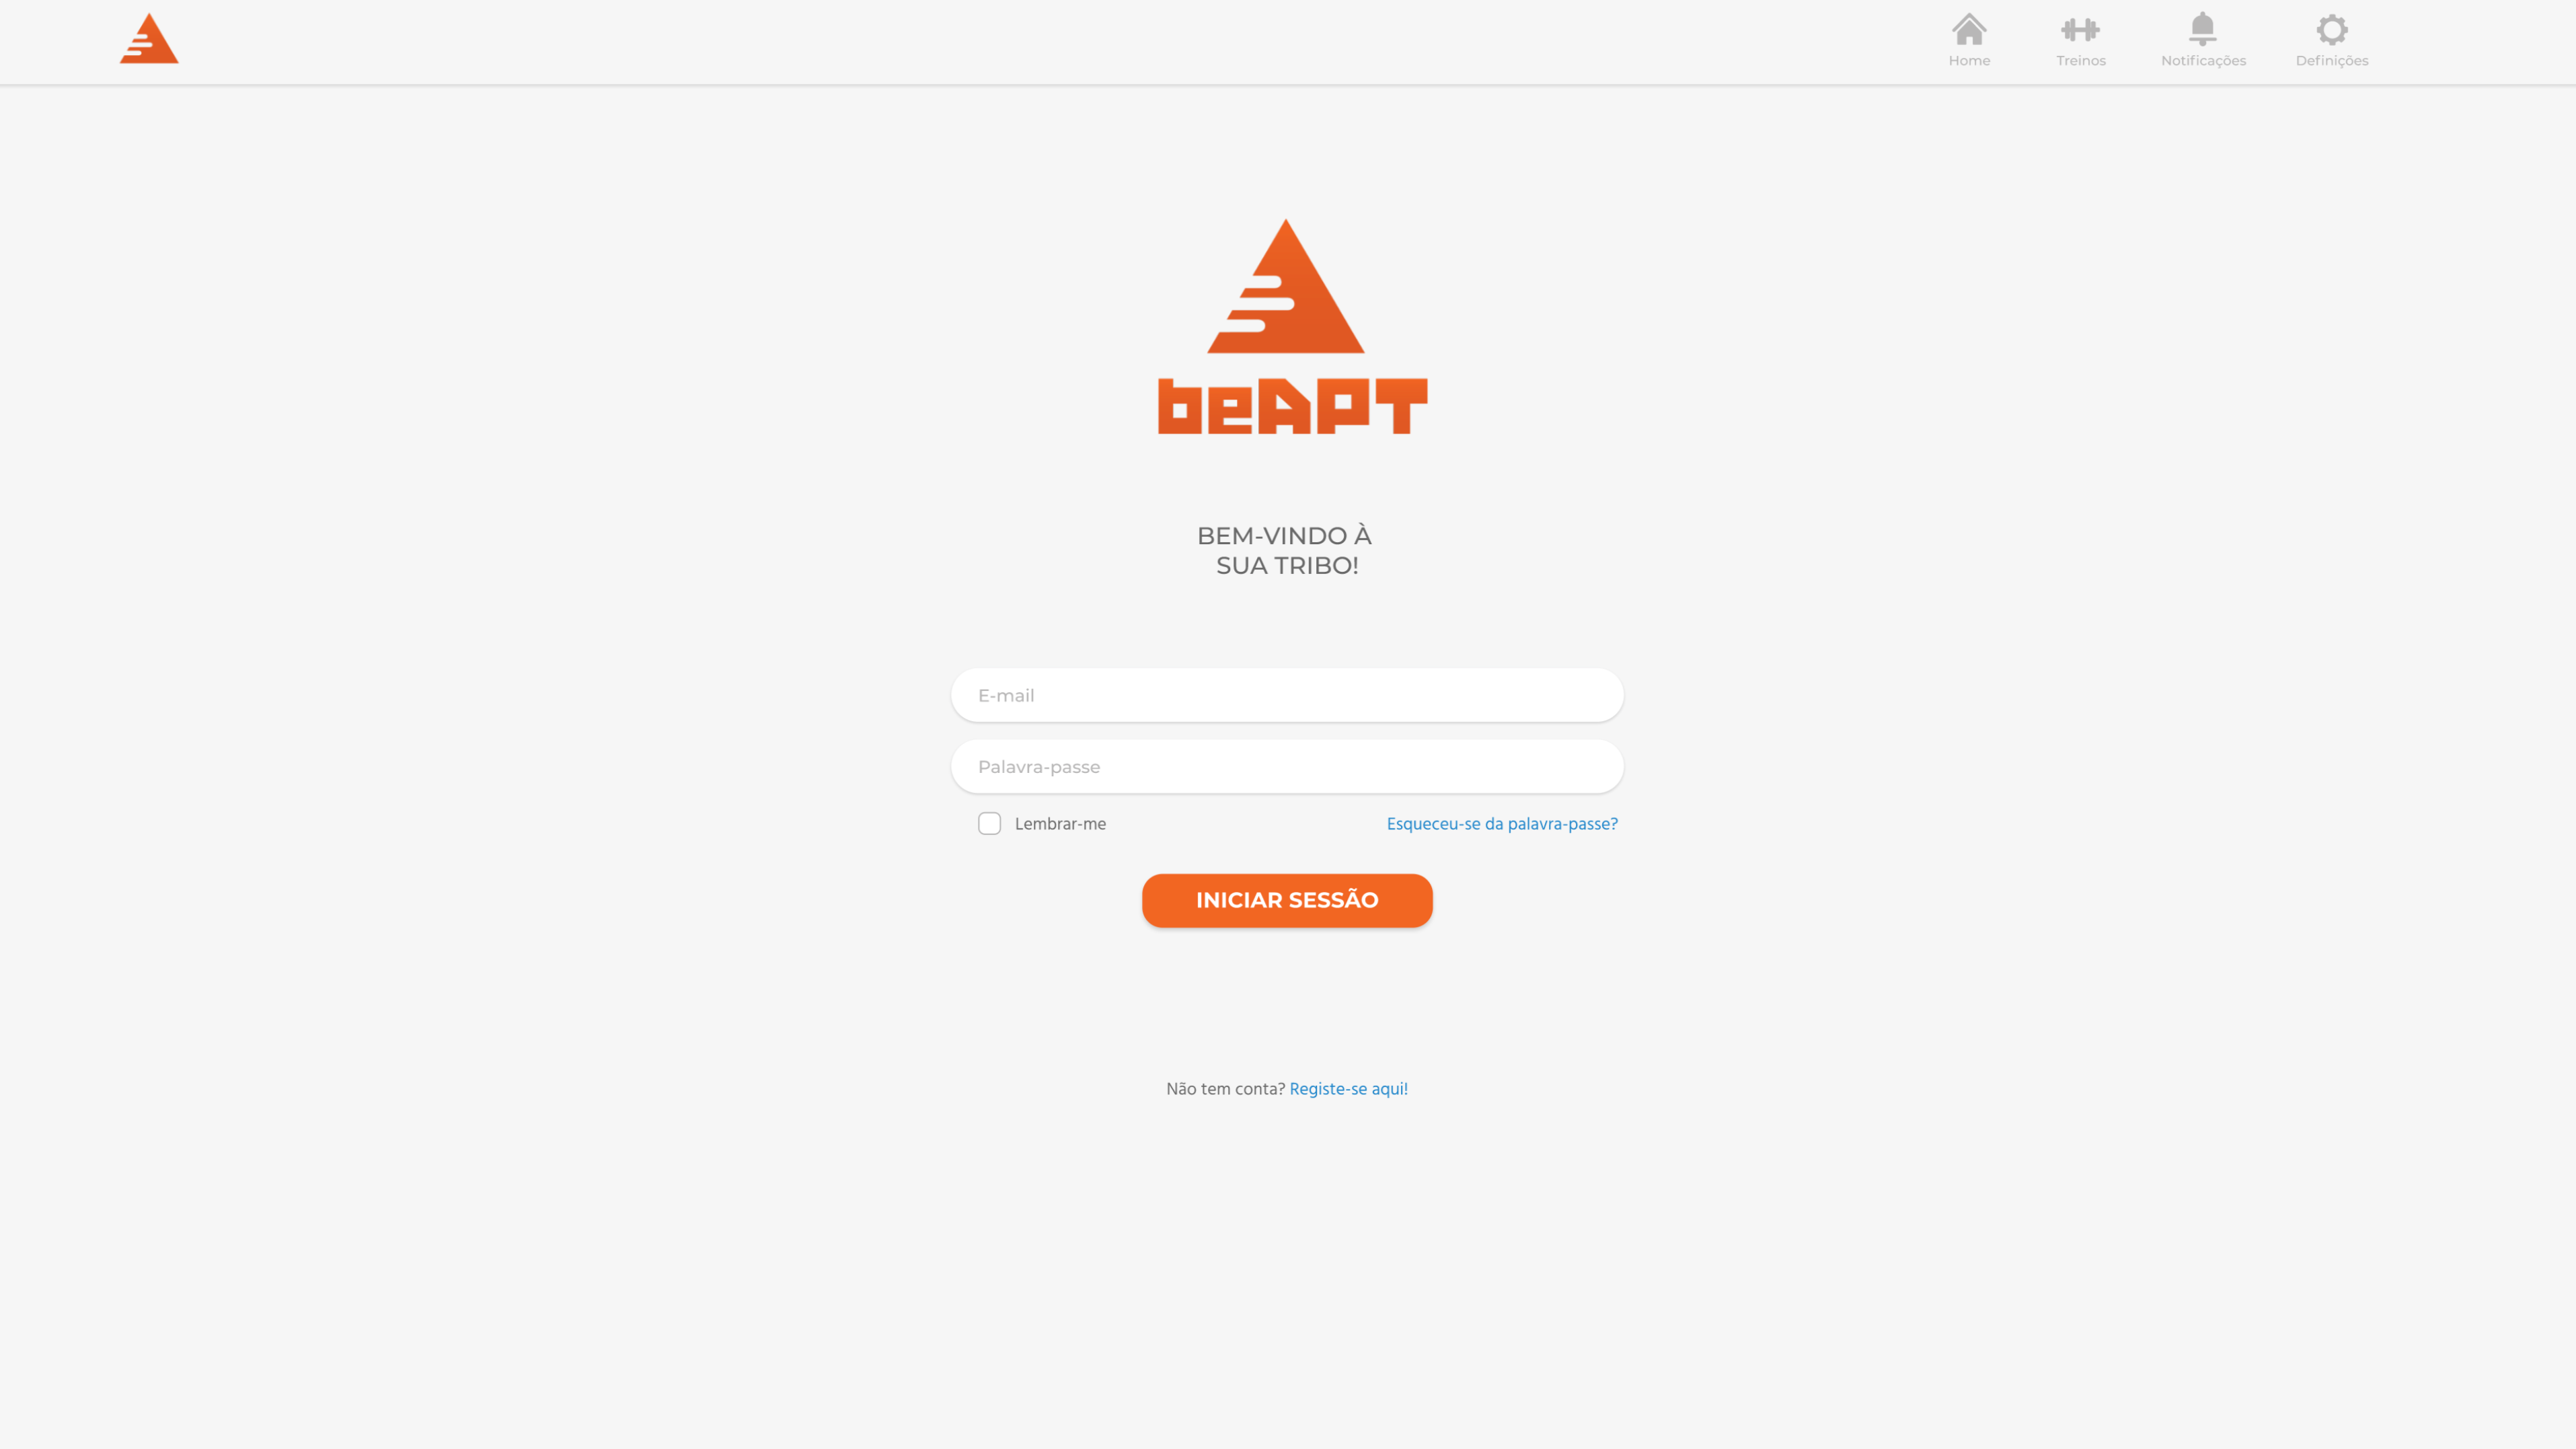 Home
Treinos
Notificações
Definições
beAPT
BEM-VINDO À
SUA TRIBO!
E-mail
Palavra-passe
Lembrar-me
Esqueceu-se da palavra-passe?
INICIAR SESSÃO
Não tem conta? Registe-se aqui!